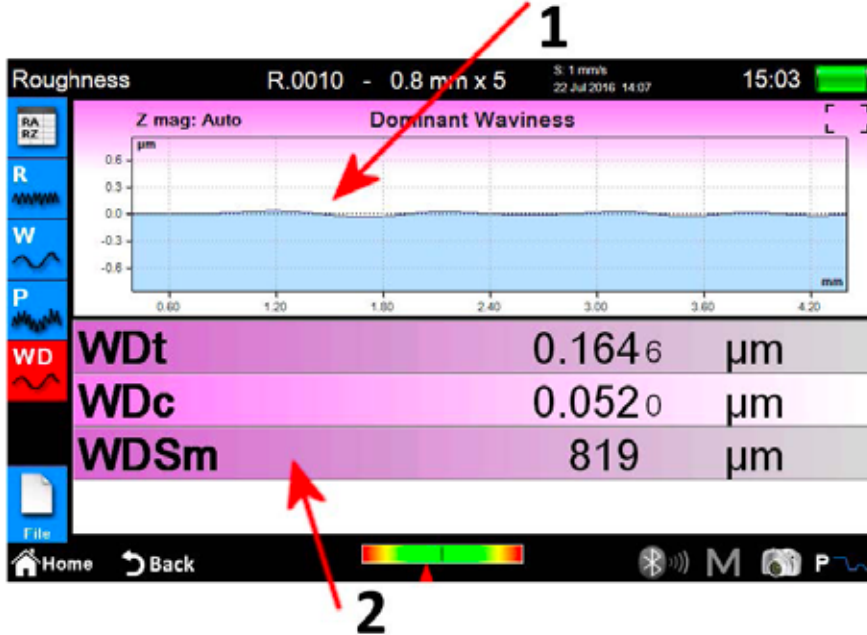 1
Roughness R.0010 - 0.8 mm x 5 S: 1 mm/s 15:03
22 Jul 2016 14:07
RA
RZ
Z mag: Auto Dominant Waviness
µm
0.6
0.3
0.0
-0.3
-0.6
mm
0.60 1.20 1.80 2.40 3.00 3.60 4.20
R
W
P
WD
WDt 0.1646 µm
WDc 0.0520 µm
WDSm 819 µm
File
Home Back M P
2